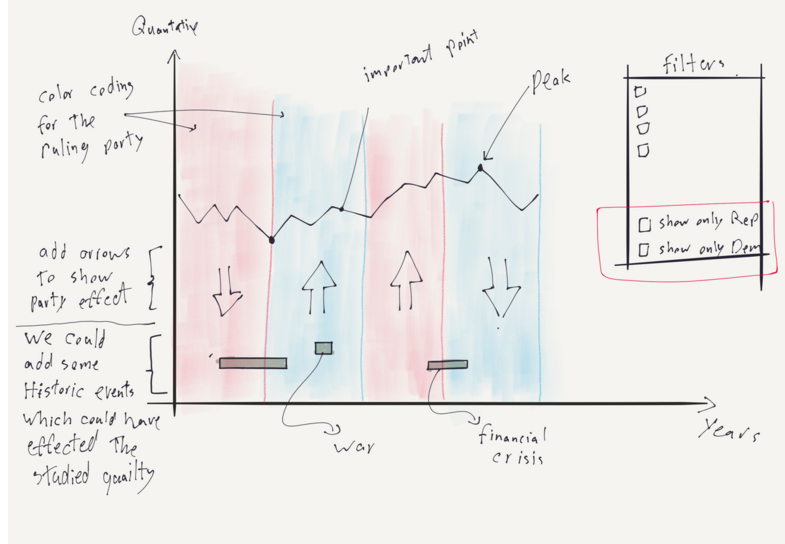 Quantative
important point
Peak
color coding
for the
ruling party
add arrows
to show
party effect
We could
add some
Historic events
which could have
effected the
studied quailty
war
financial
crisis
Years
Filters
show only Rep
show only Dem